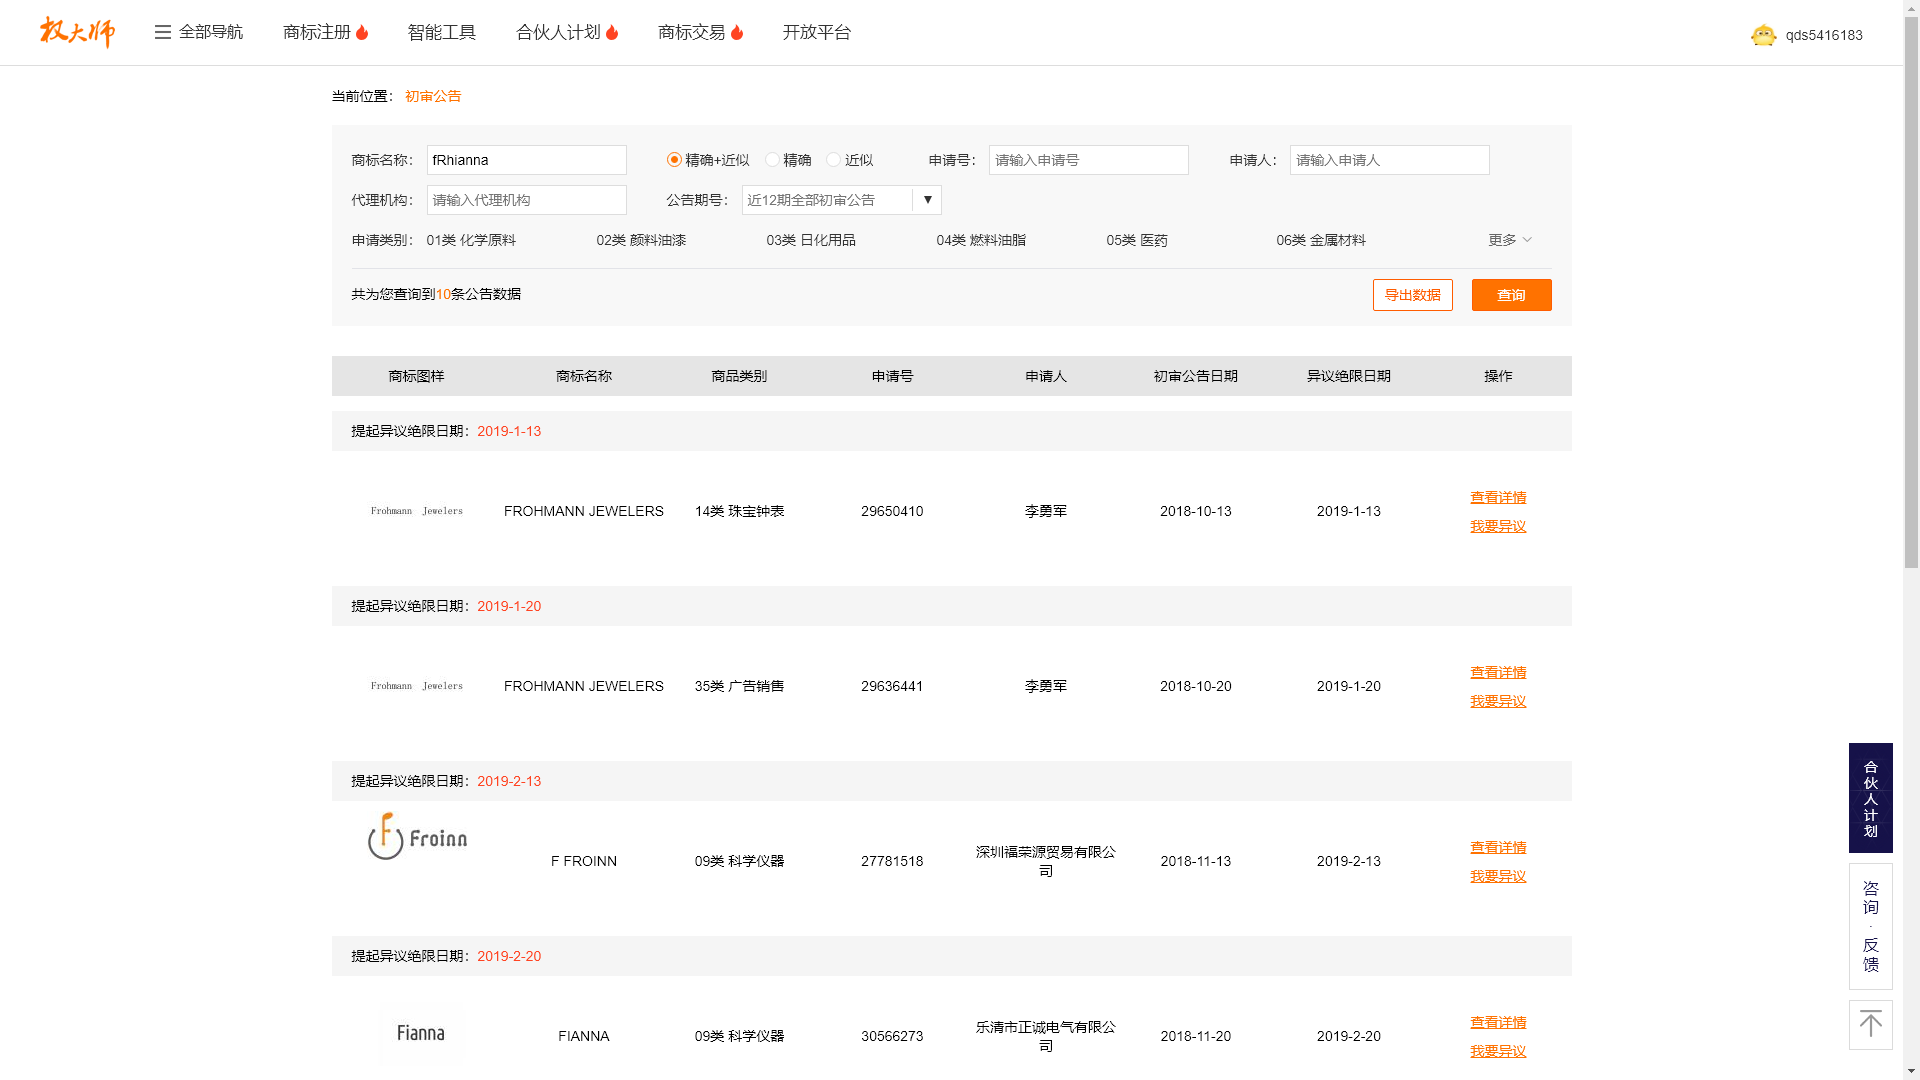 权大师 全部导航 商标注册 智能工具 合伙人计划 商标交易 开放平台 qds5416183
当前位置： 初审公告
商标名称： fRhianna 精确+近似 精确 近似 申请号： 请输入申请号 申请人： 请输入申请人
代理机构： 请输入代理机构 公告期号： 近12期全部初审公告 ▼
申请类别： 01类 化学原料 02类 颜料油漆 03类 日化用品 04类 燃料油脂 05类 医药 06类 金属材料 更多
共为您查询到10条公告数据 导出数据 查询
商标图样 商标名称 商品类别 申请号 申请人 初审公告日期 异议绝限日期 操作
提起异议绝限日期：2019-1-13
Frohmann Jewelers FROHMANN JEWELERS 14类 珠宝钟表 29650410 李勇军 2018-10-13 2019-1-13 查看详情
我要异议
提起异议绝限日期：2019-1-20
Frohmann Jewelers FROHMANN JEWELERS 35类 广告销售 29636441 李勇军 2018-10-20 2019-1-20 查看详情
我要异议
提起异议绝限日期：2019-2-13
Froinn F FROINN 09类 科学仪器 27781518 深圳福荣源贸易有限公
司 2018-11-13 2019-2-13 查看详情
我要异议
提起异议绝限日期：2019-2-20
Fianna FIANNA 09类 科学仪器 30566273 乐清市正诚电气有限公
司 2018-11-20 2019-2-20 查看详情
我要异议
合伙人计划
咨询·反馈